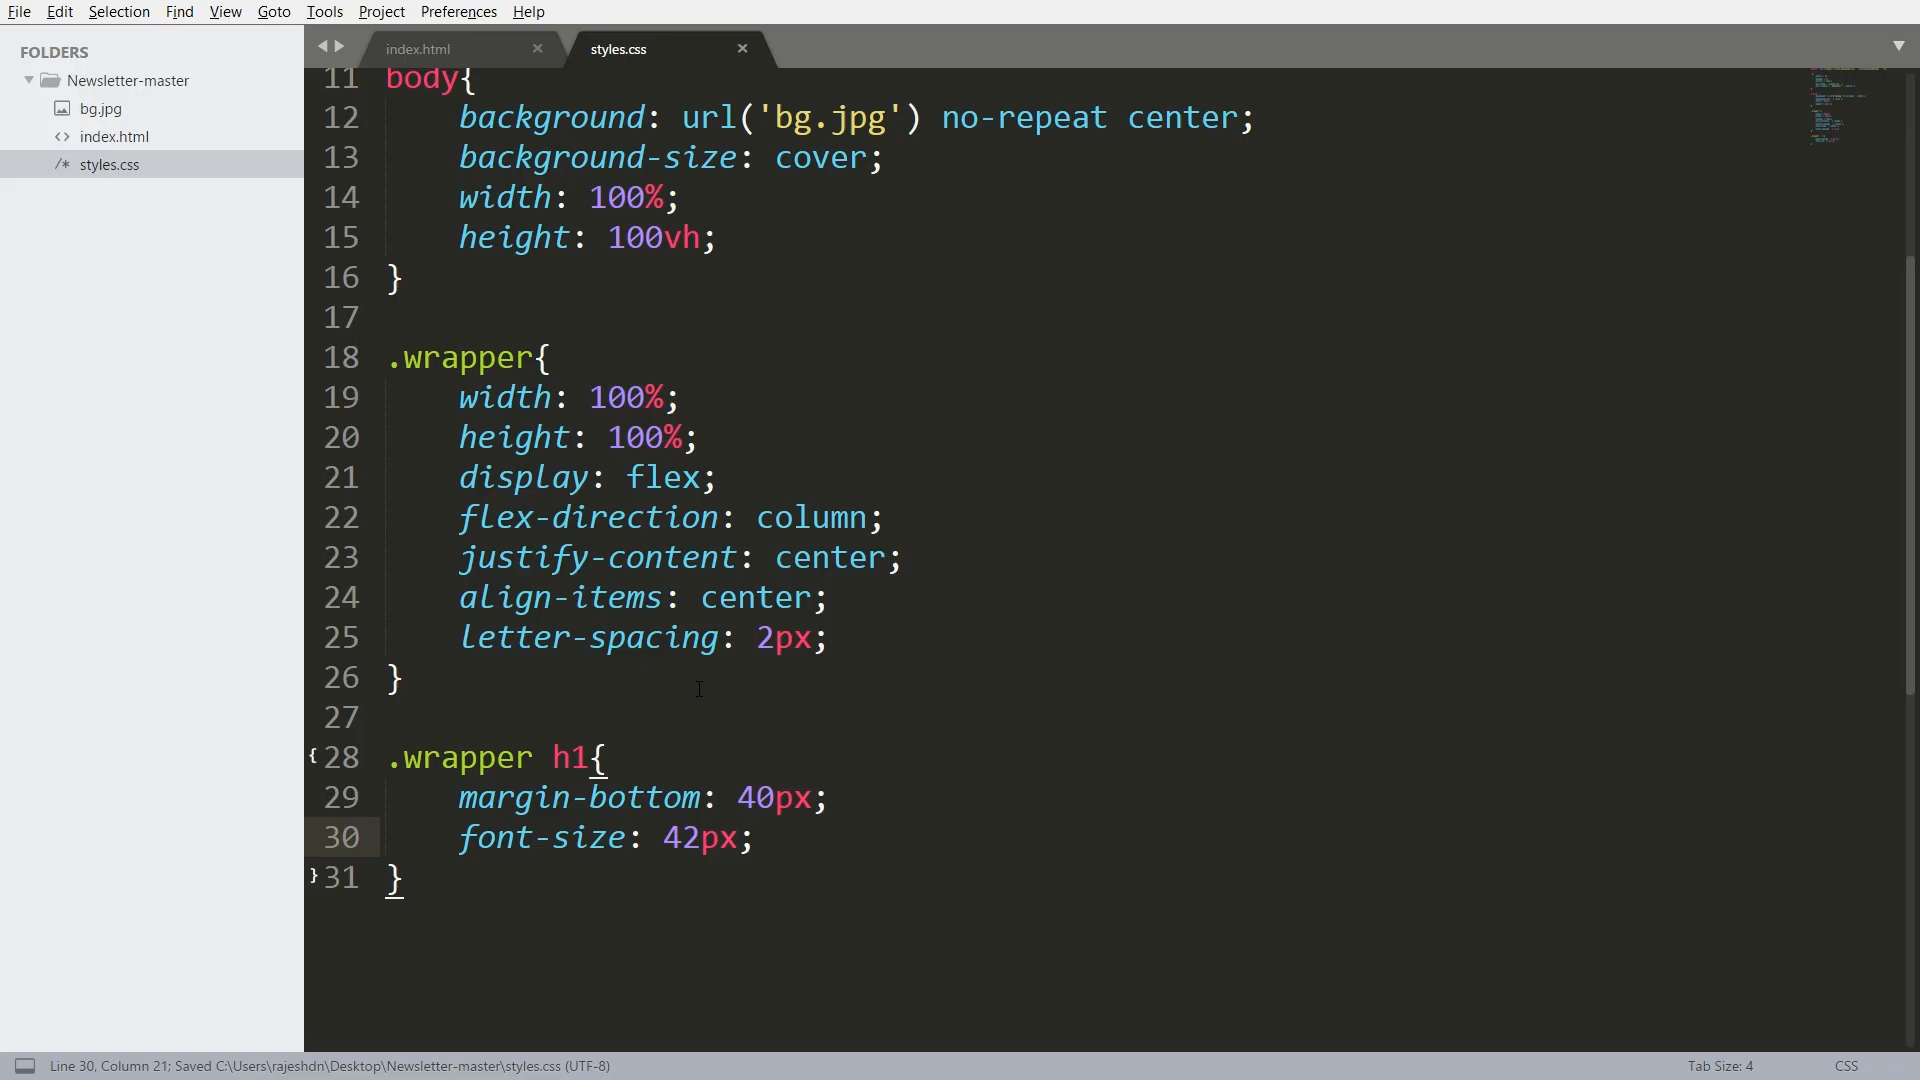 File Edit Selection Find View Goto Tools Project Preferences Help
FOLDERS
Newsletter-master
bg.jpg
<> index.html
/* styles.css
index.html ×
styles.css ×
11 body{
12 background: url('bg.jpg') no-repeat center;
13 background-size: cover;
14 width: 100%;
15 height: 100vh;
16 }
17
18 .wrapper{
19 width: 100%;
20 height: 100%;
21 display: flex;
22 flex-direction: column;
23 justify-content: center;
24 align-items: center;
25 letter-spacing: 2px;
26 }
27
{ 28 .wrapper h1{
29 margin-bottom: 40px;
30 font-size: 42px;
} 31 }
Line 30, Column 21; Saved C:\Users\rajeshdn\Desktop\Newsletter-master\styles.css (UTF-8) Tab Size: 4 CSS